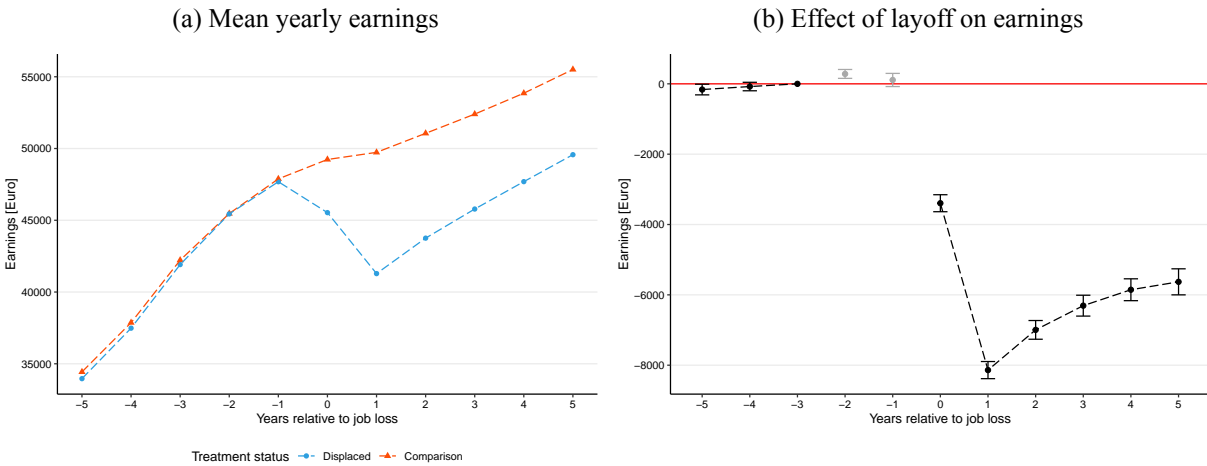 (a) Mean yearly earnings
55000
50000
45000
40000
35000
Earnings [Euro]
−5 −4 −3 −2 −1 0 1 2 3 4 5
Years relative to job loss
Treatment status Displaced Comparison
(b) Effect of layoff on earnings
0
−2000
−4000
−6000
−8000
Earnings [Euro]
−5 −4 −3 −2 −1 0 1 2 3 4 5
Years relative to job loss